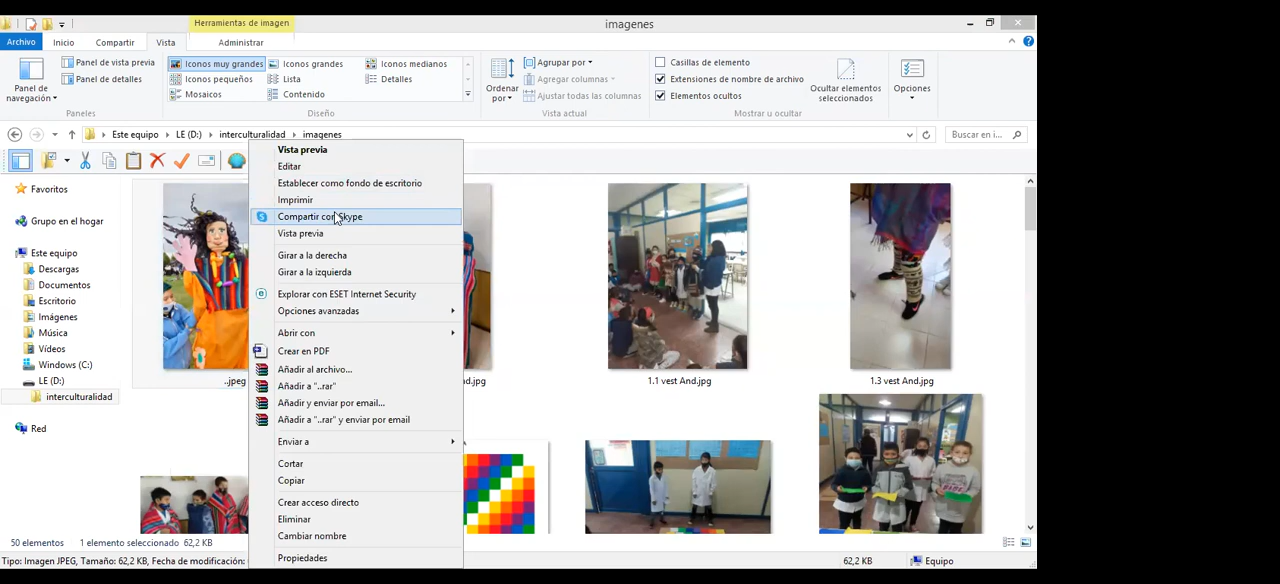 Herramientas de imagen
imagenes
Archivo
Inicio
Compartir
Vista
Administrar
Panel de navegación
Panel de vista previa
Panel de detalles
Paneles
Iconos muy grandes
Iconos grandes
Iconos medianos
Iconos pequeños
Lista
Detalles
Mosaicos
Contenido
Diseño
Ordenar por
Agrupar por
Agregar columnas
Ajustar todas las columnas
Vista actual
Casillas de elemento
Extensiones de nombre de archivo
Elementos ocultos
Mostrar u ocultar
Ocultar elementos seleccionados
Opciones
Este equipo
LE (D:)
interculturalidad
imagenes
Buscar en i...
Favoritos
Grupo en el hogar
Este equipo
Descargas
Documentos
Escritorio
Imágenes
Música
Vídeos
Windows (C:)
LE (D:)
interculturalidad
Red
Vista previa
Editar
Establecer como fondo de escritorio
Imprimir
Compartir con Skype
Vista previa
Girar a la derecha
Girar a la izquierda
Explorar con ESET Internet Security
Opciones avanzadas
Abrir con
Crear en PDF
Añadir al archivo...
Añadir a "..rar"
Añadir y enviar por email...
Añadir a "..rar" y enviar por email
Enviar a
Cortar
Copiar
Crear acceso directo
Eliminar
Cambiar nombre
Propiedades
..jpeg
d.jpg
1.1 vest And.jpg
1.3 vest And.jpg
50 elementos
1 elemento seleccionado 62,2 KB
Tipo: Imagen JPEG, Tamaño: 62,2 KB, Fecha de modificación:
62,2 KB
Equipo